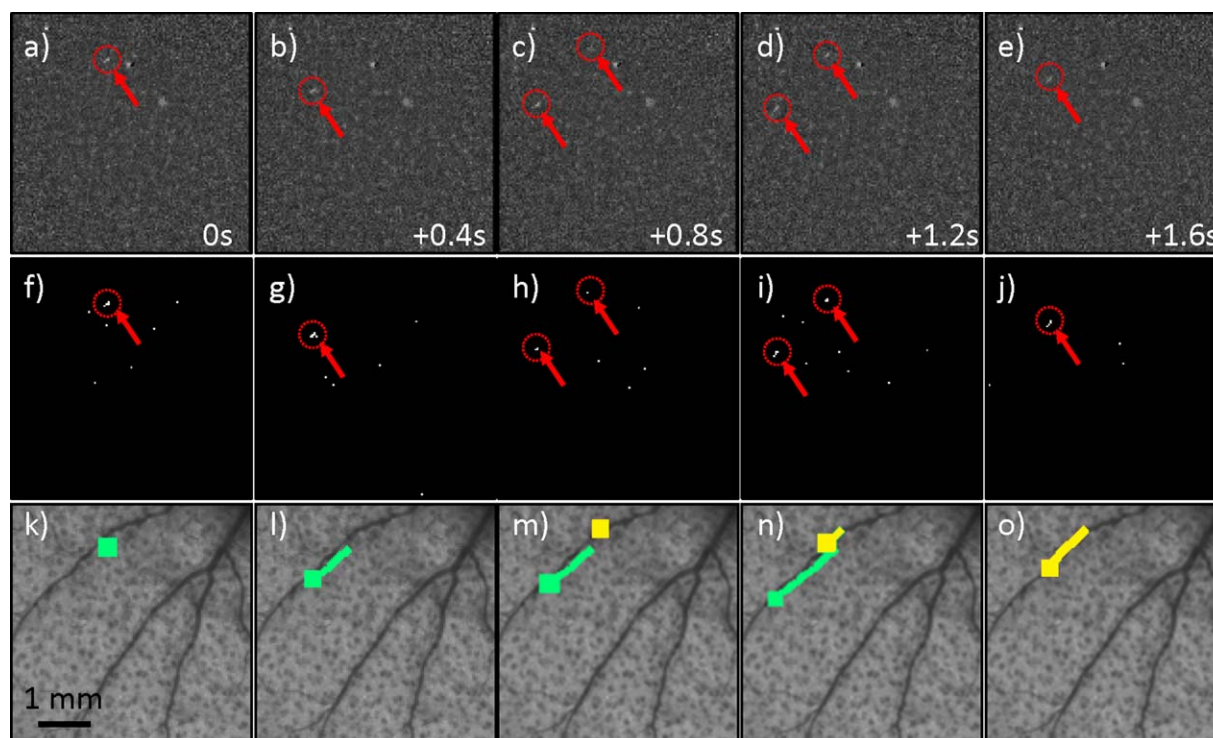 a) b) c) d) e)
0s +0.4s +0.8s +1.2s +1.6s
f) g) h) i) j)
k) l) m) n) o)
1 mm